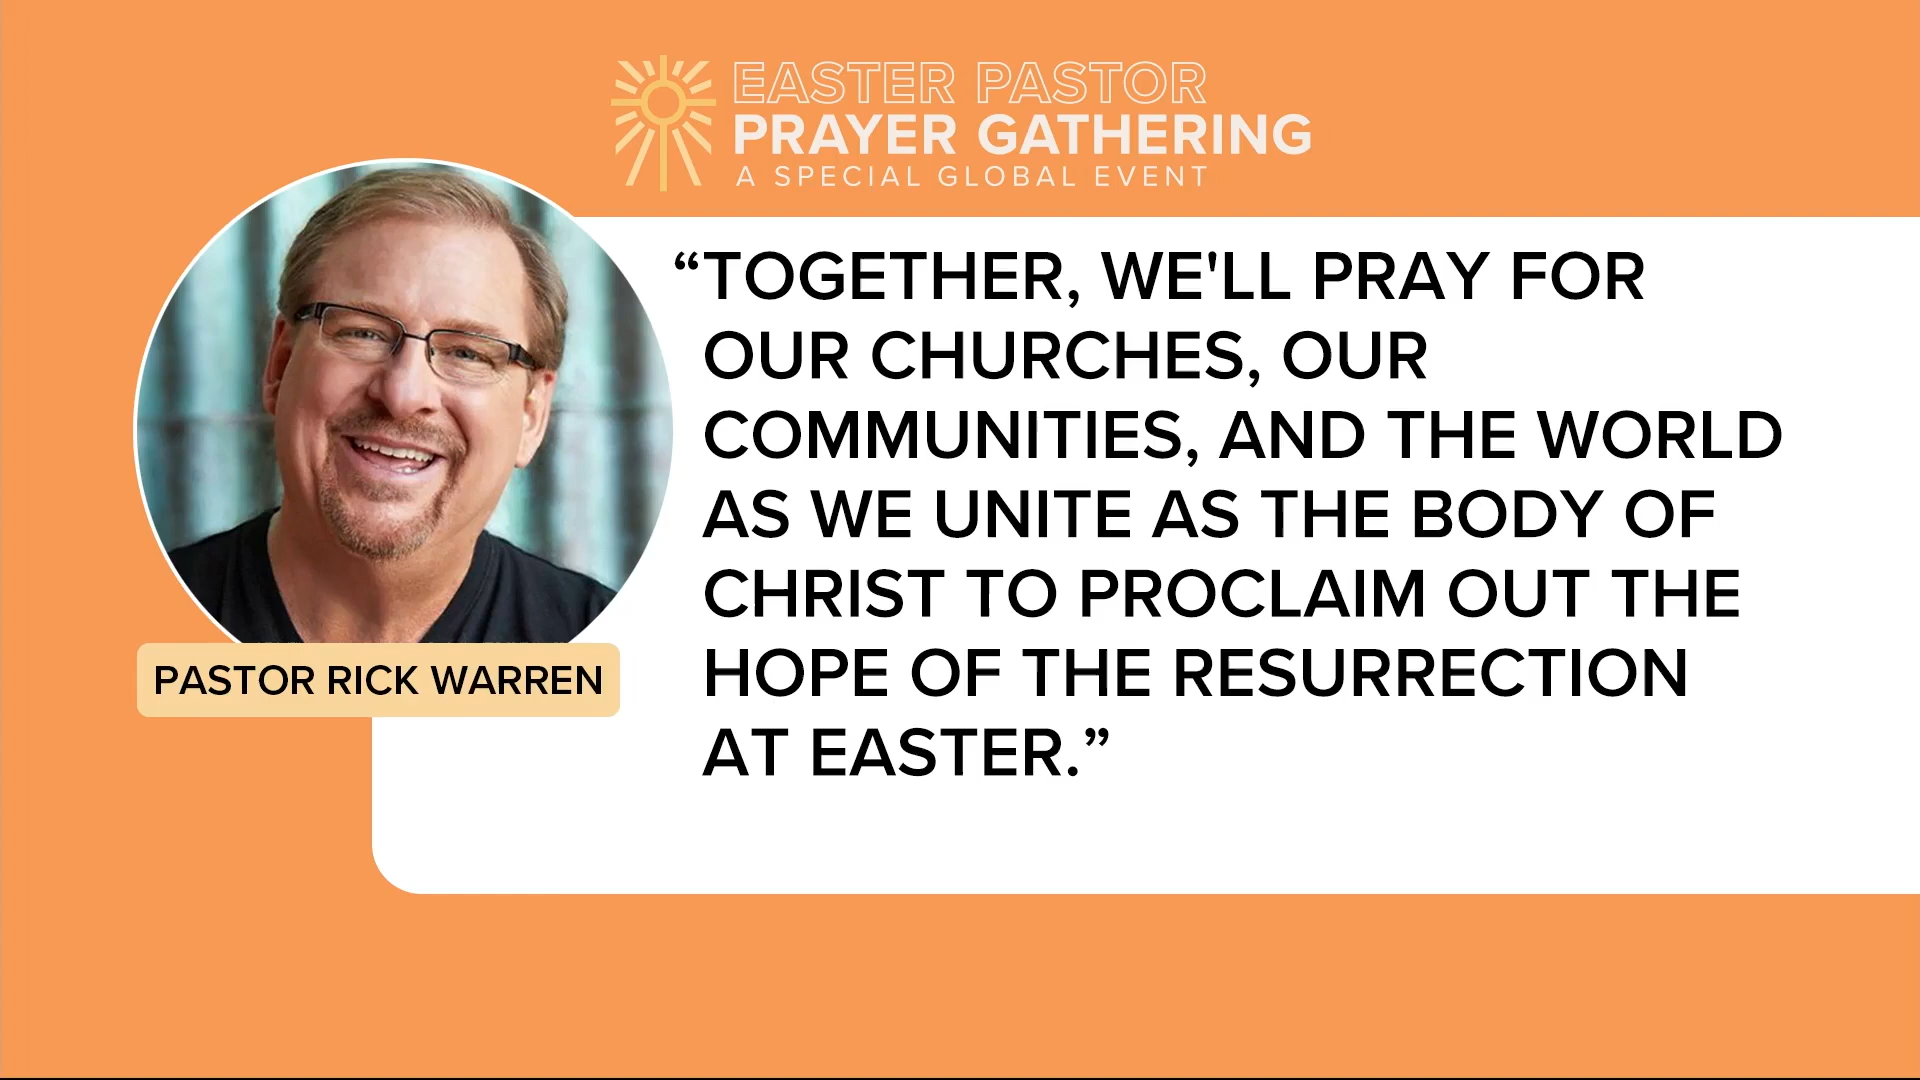 EASTER PASTOR
PRAYER GATHERING
A SPECIAL GLOBAL EVENT
“TOGETHER, WE'LL PRAY FOR
OUR CHURCHES, OUR
COMMUNITIES, AND THE WORLD
AS WE UNITE AS THE BODY OF
CHRIST TO PROCLAIM OUT THE
HOPE OF THE RESURRECTION
AT EASTER.”
PASTOR RICK WARREN